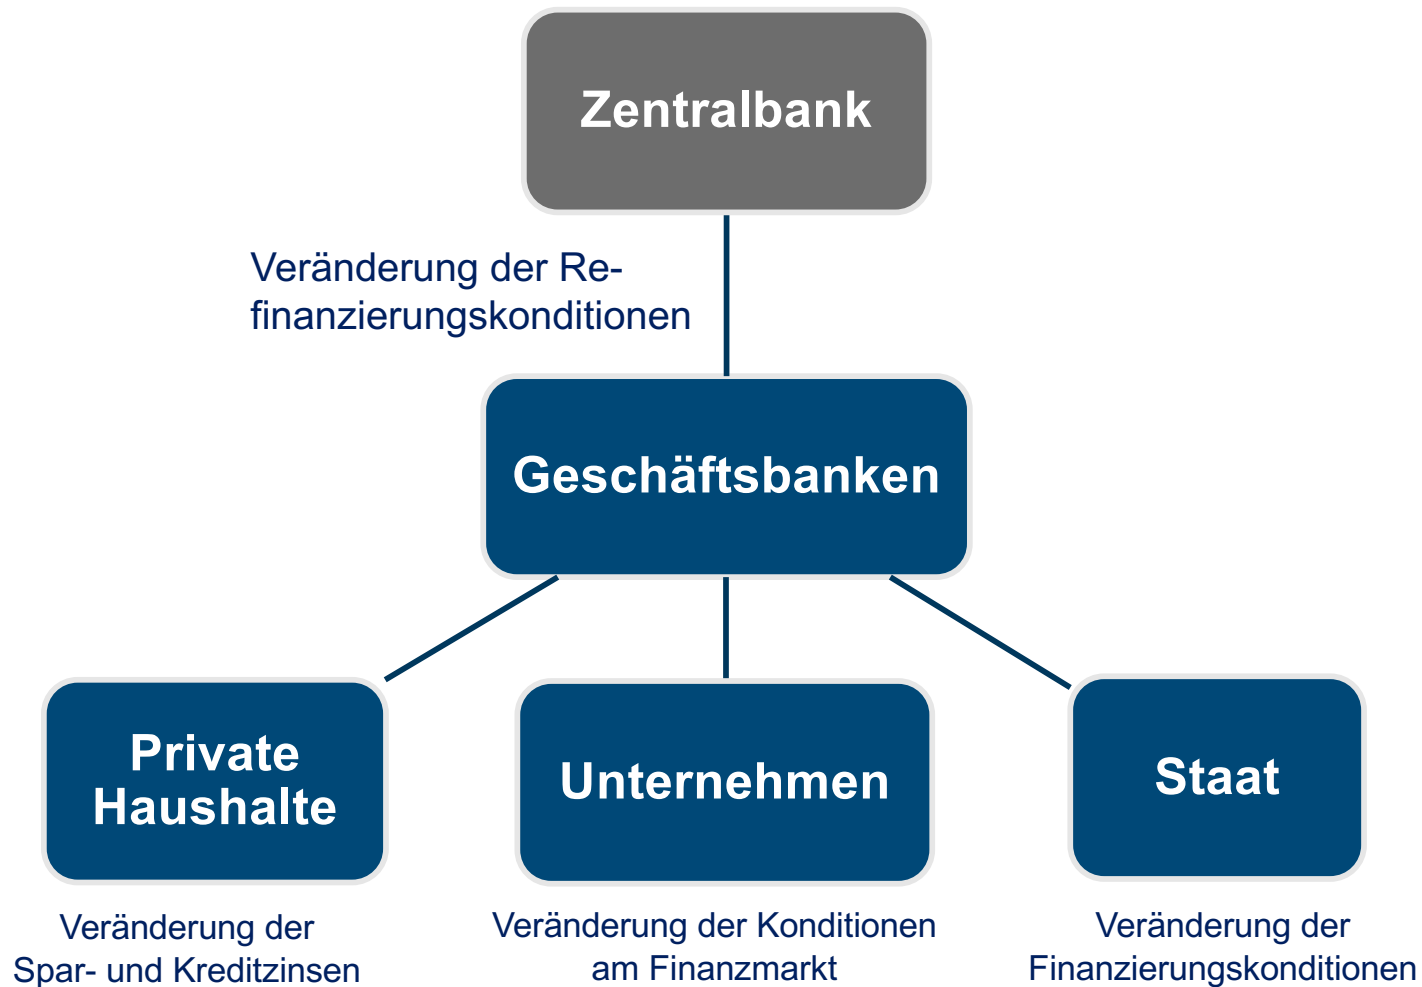 Zentralbank
Veränderung der Re-
finanzierungskonditionen
Geschäftsbanken
Private
Haushalte
Unternehmen
Staat
Veränderung der
Spar- und Kreditzinsen
Veränderung der Konditionen
am Finanzmarkt
Veränderung der
Finanzierungskonditionen